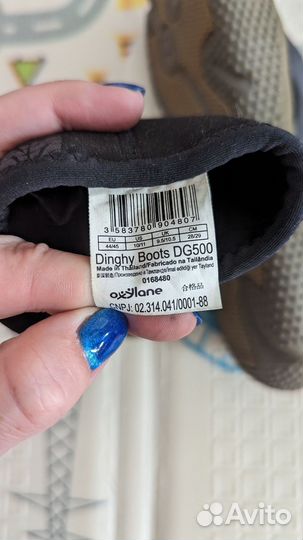 3583780904807
EU US UK CM
44/45 10/11 9.5/10.5 28/29
Dinghy Boots DG500
Made in Thailand/Fabricado na Tailândia
0168480
合格品
oxylane
CNPJ: 02.314.041/0001-88
Avito